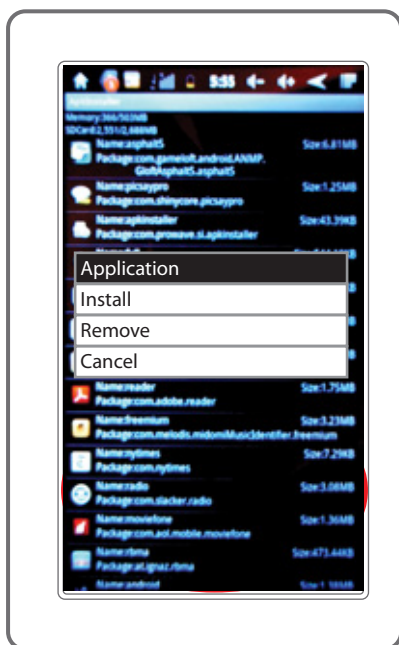 5:55
ApkInstaller
Memory:366/503MB
SDCard:2,551/2,688MB
Name:asphalt5
Size:6.81MB
Package:com.gameloft.android.ANMP.
GloftAsphalt5.asphalt5
Name:picsaypro
Size:1.25MB
Package:com.shinycore.picsaypro
Name:apkinstaller
Size:43.39KB
Package:com.prowave.si.apkinstaller
Application
Install
Remove
Cancel
Name:reader
Size:1.75MB
Package:com.adobe.reader
Name:freemium
Size:3.23MB
Package:com.melodis.midomiMusicIdentifier.freemium
Name:nytimes
Size:7.29KB
Package:com.nytimes
Name:radio
Size:3.08MB
Package:com.slacker.radio
Name:moviefone
Size:1.36MB
Package:com.aol.mobile.moviefone
Name:rbma
Size:473.44KB
Package:at.ignaz.rbma
Name:android